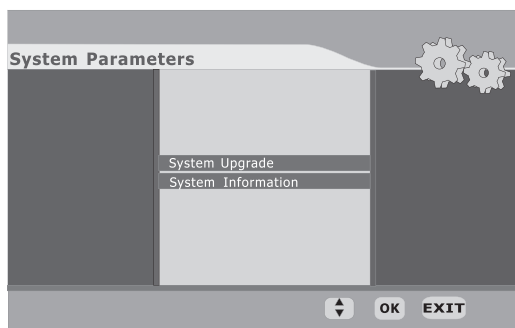 System Parameters
System Upgrade
System Information
OK EXIT